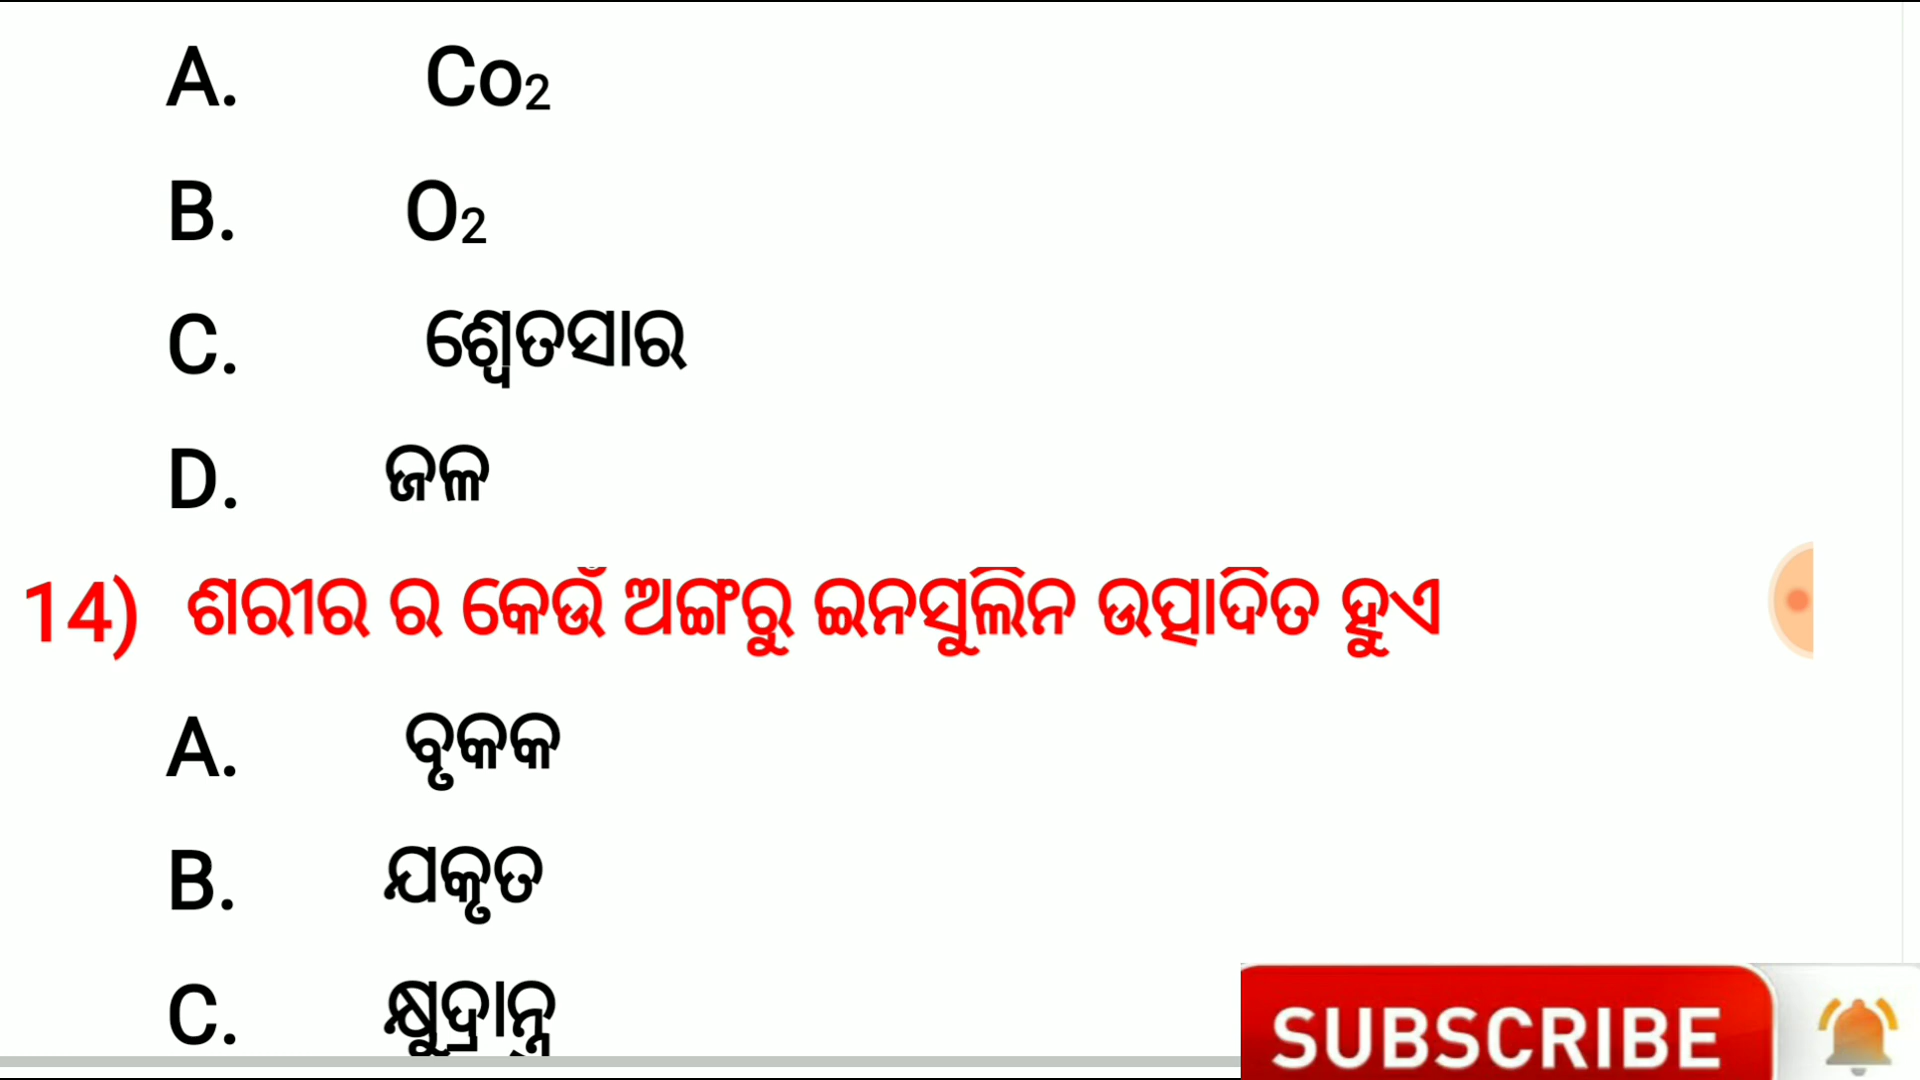 A. Co₂
B. O₂
C. ଶ୍ୱେତସାର
D. ଜଳ
14) ଶରୀର ର କେଉଁ ଅଙ୍ଗରୁ ଇନସୁଲିନ ଉତ୍ପାଦିତ ହୁଏ
A. ବୃକକ
B. ଯକୃତ
C. କ୍ଷୁଦ୍ରାନ୍ତ୍ର
SUBSCRIBE